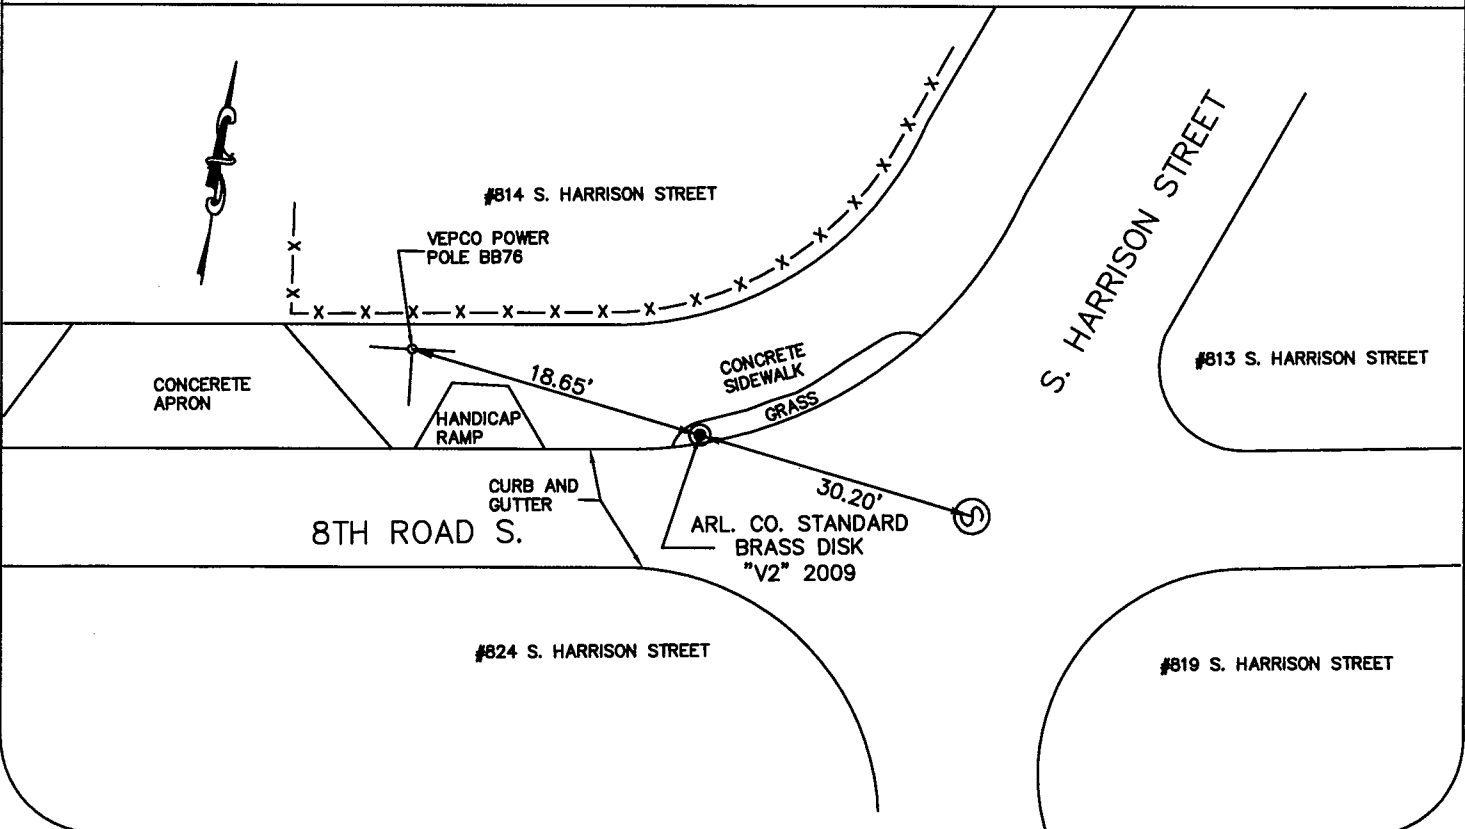 #814 S. HARRISON STREET
VEPCO POWER
POLE BB76
S. HARRISON STREET
#813 S. HARRISON STREET
CONCERETE
APRON
18.65'
CONCRETE
SIDEWALK
GRASS
HANDICAP
RAMP
CURB AND
GUTTER
30.20'
S
8TH ROAD S.
ARL. CO. STANDARD
BRASS DISK
"V2" 2009
#824 S. HARRISON STREET
#819 S. HARRISON STREET
X X X X X X X X X X X X X X X X X X